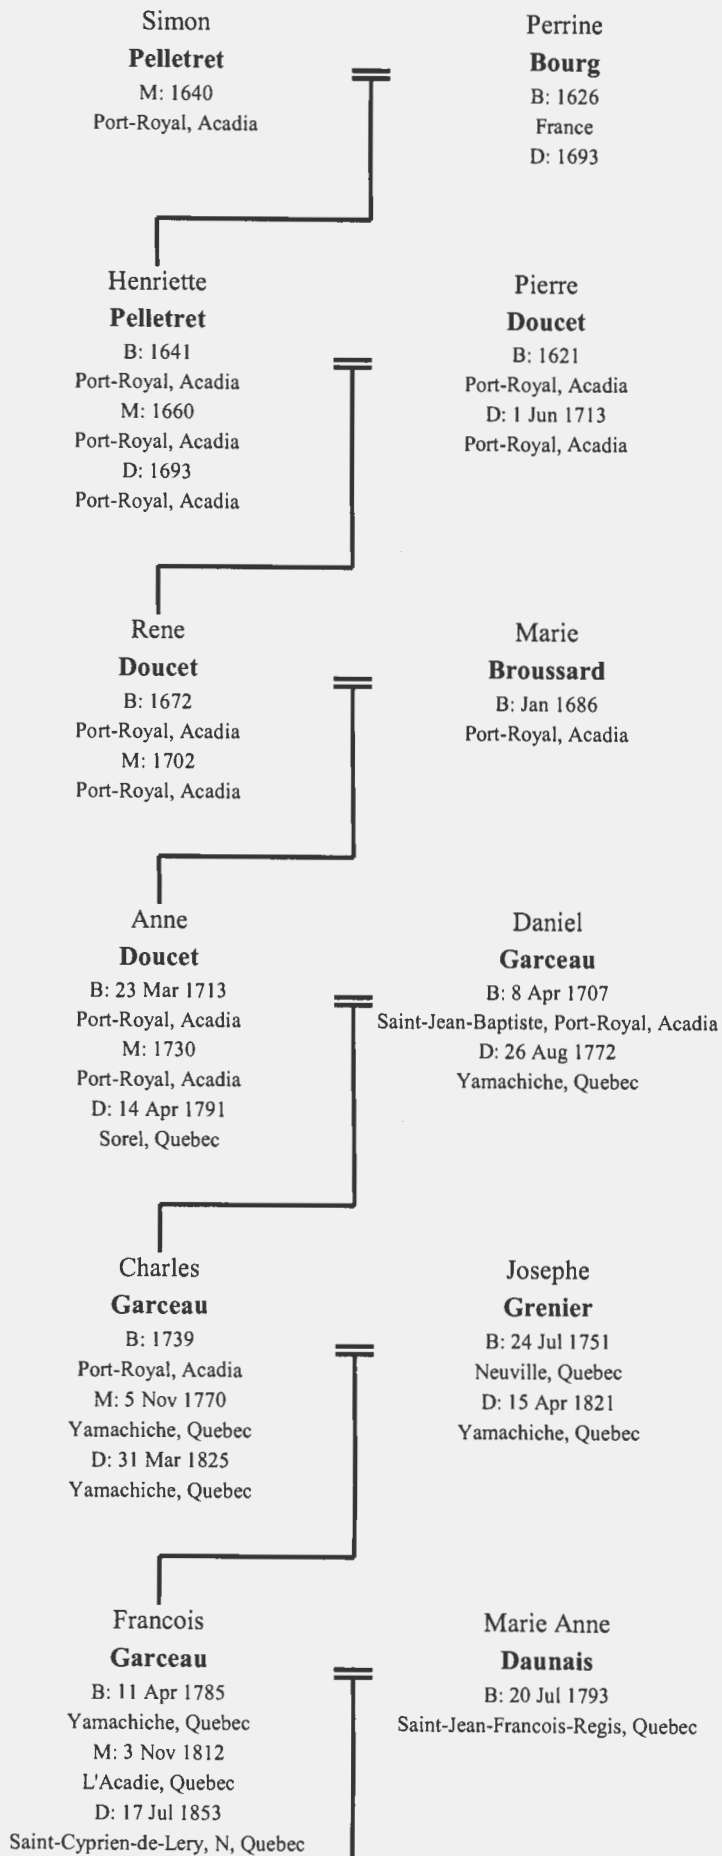 Simon
Pelletret
M: 1640
Port-Royal, Acadia
Perrine
Bourg
B: 1626
France
D: 1693
Henriette
Pelletret
B: 1641
Port-Royal, Acadia
M: 1660
Port-Royal, Acadia
D: 1693
Port-Royal, Acadia
Pierre
Doucet
B: 1621
Port-Royal, Acadia
D: 1 Jun 1713
Port-Royal, Acadia
Rene
Doucet
B: 1672
Port-Royal, Acadia
M: 1702
Port-Royal, Acadia
Marie
Broussard
B: Jan 1686
Port-Royal, Acadia
Anne
Doucet
B: 23 Mar 1713
Port-Royal, Acadia
M: 1730
Port-Royal, Acadia
D: 14 Apr 1791
Sorel, Quebec
Daniel
Garceau
B: 8 Apr 1707
Saint-Jean-Baptiste, Port-Royal, Acadia
D: 26 Aug 1772
Yamachiche, Quebec
Charles
Garceau
B: 1739
Port-Royal, Acadia
M: 5 Nov 1770
Yamachiche, Quebec
D: 31 Mar 1825
Yamachiche, Quebec
Josephe
Grenier
B: 24 Jul 1751
Neuville, Quebec
D: 15 Apr 1821
Yamachiche, Quebec
Francois
Garceau
B: 11 Apr 1785
Yamachiche, Quebec
M: 3 Nov 1812
L'Acadie, Quebec
D: 17 Jul 1853
Saint-Cyprien-de-Lery, N, Quebec
Marie Anne
Daunais
B: 20 Jul 1793
Saint-Jean-Francois-Regis, Quebec